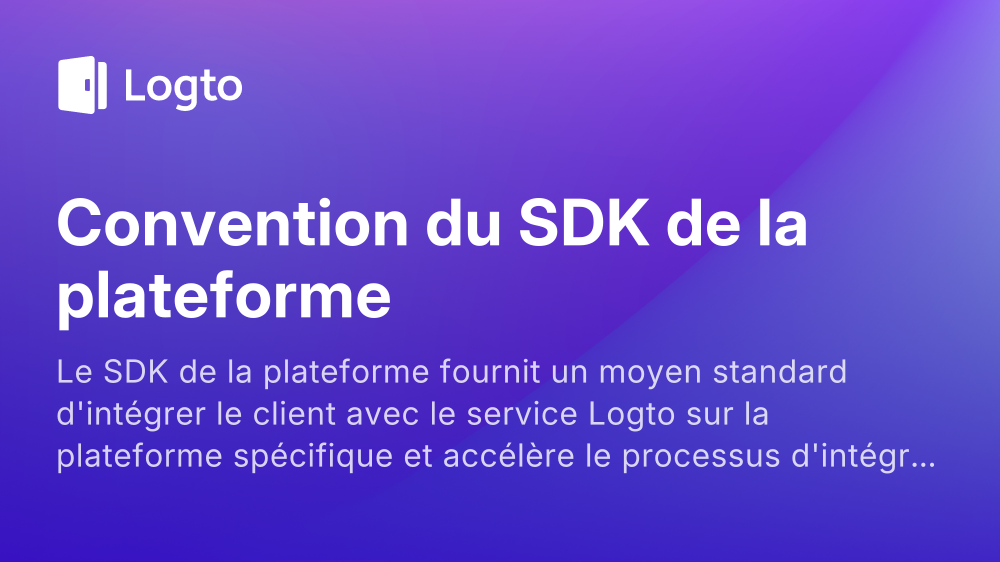 Logto
Convention du SDK de la
plateforme
Le SDK de la plateforme fournit un moyen standard
d'intégrer le client avec le service Logto sur la
plateforme spécifique et accélère le processus d'intégr...